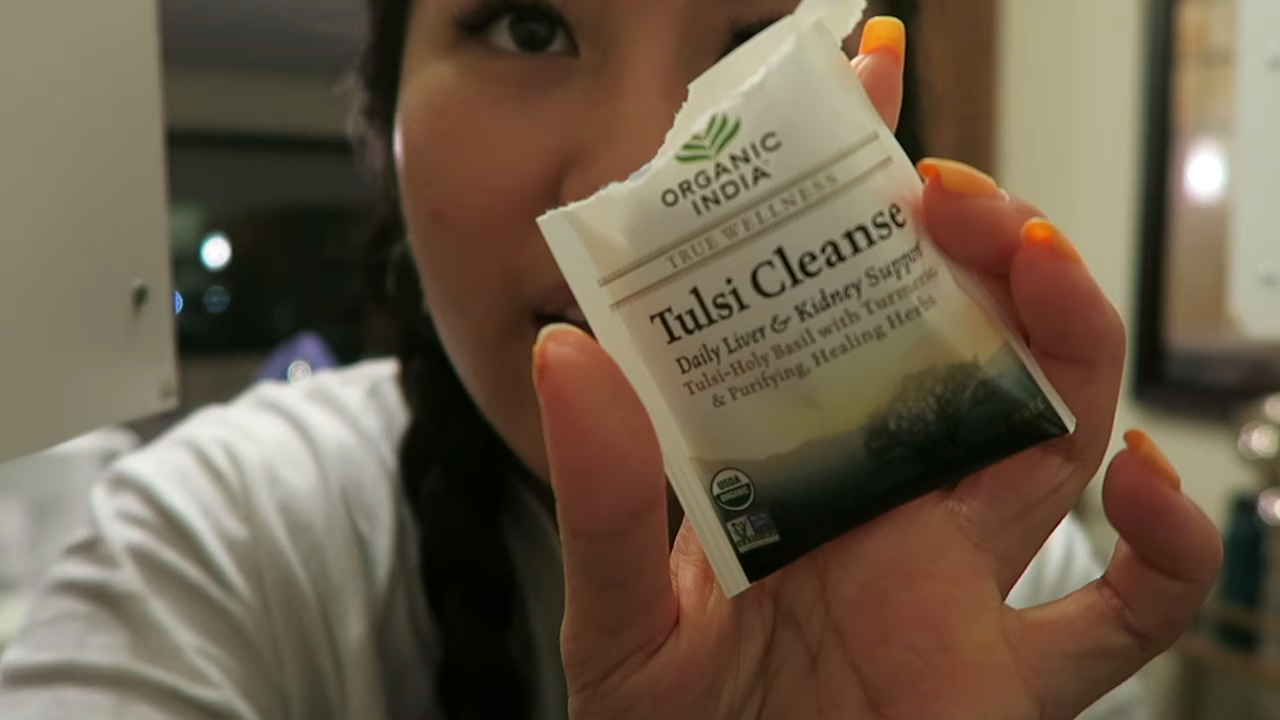 ORGANIC
INDIA
TRUE WELLNESS
Tulsi Cleanse
Daily Liver & Kidney Support
Tulsi-Holy Basil with Turmeric
& Purifying, Healing Herbs
USDA
ORGANIC